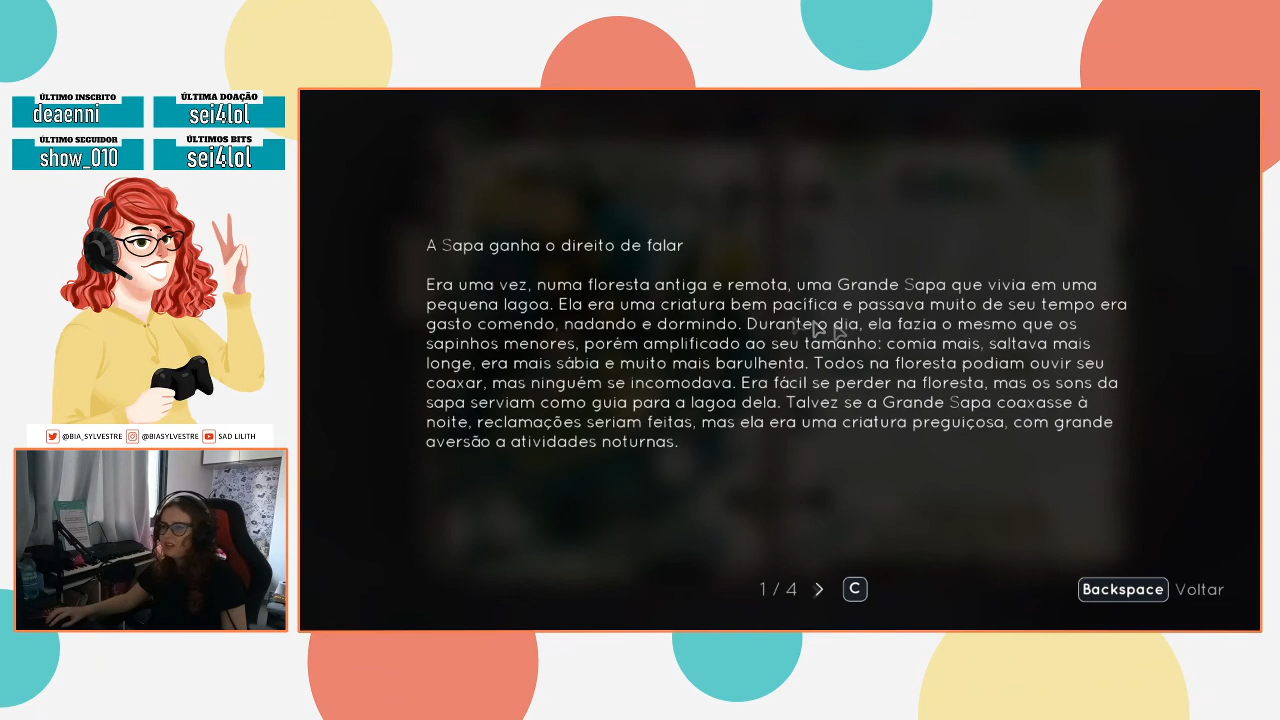 ÚLTIMO INSCRITO
deaenni
ÚLTIMA DOAÇÃO
sei4lol
ÚLTIMO SEGUIDOR
show_010
ÚLTIMOS BITS
sei4lol
@BIA_SYLVESTRE @BIASYLVESTRE SAD LILITH
A Sapa ganha o direito de falar
Era uma vez, numa floresta antiga e remota, uma Grande Sapa que vivia em uma
pequena lagoa. Ela era uma criatura bem pacífica e passava muito de seu tempo era
gasto comendo, nadando e dormindo. Durante o dia, ela fazia o mesmo que os
sapinhos menores, porém amplificado ao seu tamanho: comia mais, saltava mais
longe, era mais sábia e muito mais barulhenta. Todos na floresta podiam ouvir seu
coaxar, mas ninguém se incomodava. Era fácil se perder na floresta, mas os sons da
sapa serviam como guia para a lagoa dela. Talvez se a Grande Sapa coaxasse à
noite, reclamações seriam feitas, mas ela era uma criatura preguiçosa, com grande
aversão a atividades noturnas.
1 / 4 > C
Backspace Voltar